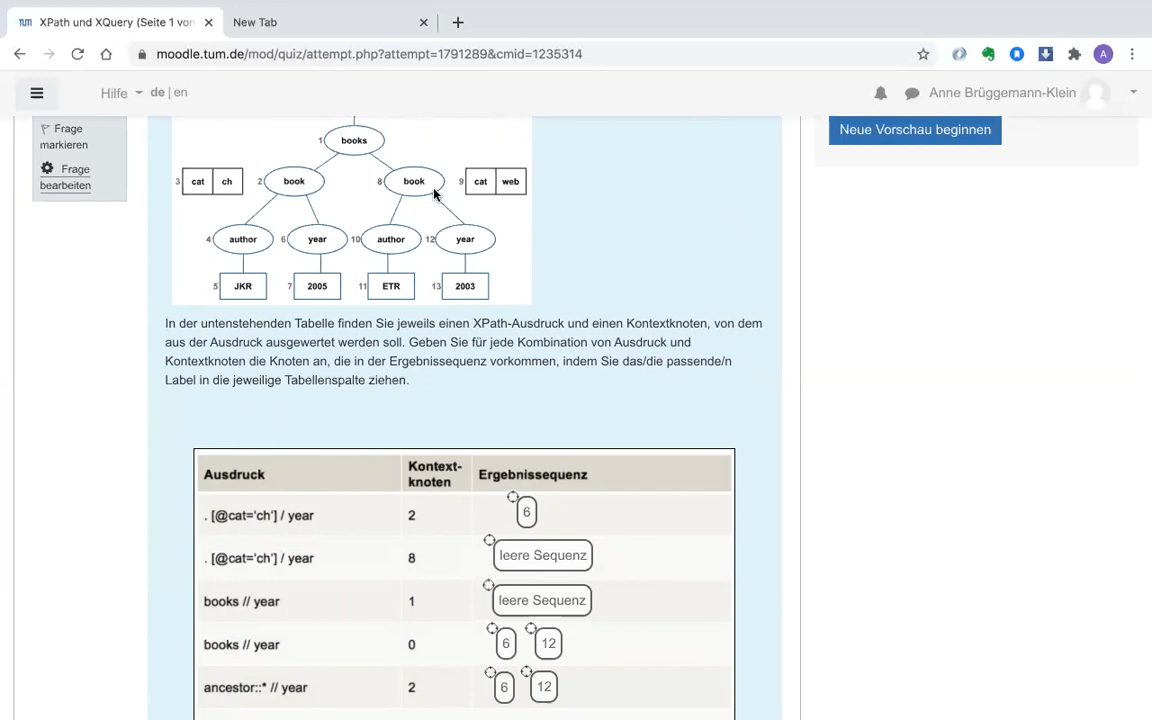 XPath und XQuery (Seite 1 von
New Tab
moodle.tum.de/mod/quiz/attempt.php?attempt=1791289&cmid=1235314
A
Hilfe de | en Anne Brüggemann-Klein
Frage
markieren
Frage
bearbeiten
Neue Vorschau beginnen
1 books
3 cat ch 2 book 8 book 9 cat web
4 author 6 year 10 author 12 year
5 JKR 7 2005 11 ETR 13 2003
In der untenstehenden Tabelle finden Sie jeweils einen XPath-Ausdruck und einen Kontextknoten, von dem
aus der Ausdruck ausgewertet werden soll. Geben Sie für jede Kombination von Ausdruck und
Kontextknoten die Knoten an, die in der Ergebnissequenz vorkommen, indem Sie das/die passende/n
Label in die jeweilige Tabellenspalte ziehen.
Ausdruck Kontext-
knoten Ergebnissequenz
. [@cat='ch'] / year 2 6
. [@cat='ch'] / year 8 leere Sequenz
books // year 1 leere Sequenz
books // year 0 6 12
ancestor::* // year 2 6 12